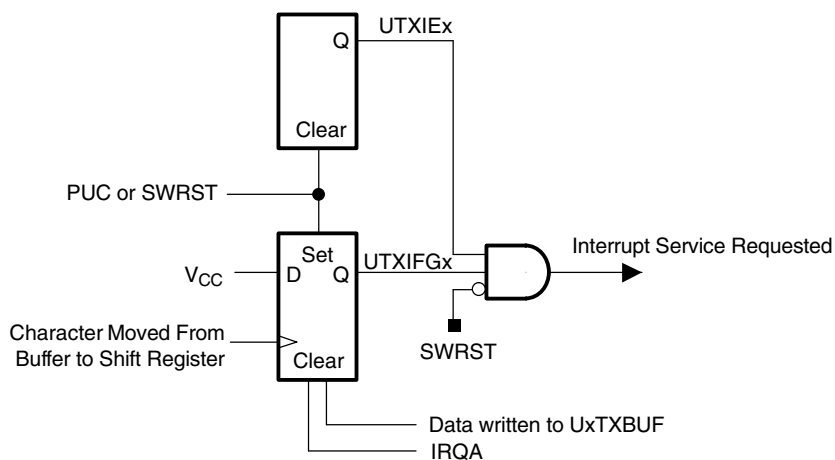 Q
UTXIEx
Clear
PUC or SWRST
Set
VCC
D
Q
UTXIFGx
Interrupt Service Requested
Character Moved From
Buffer to Shift Register
SWRST
Clear
Data written to UxTXBUF
IRQA